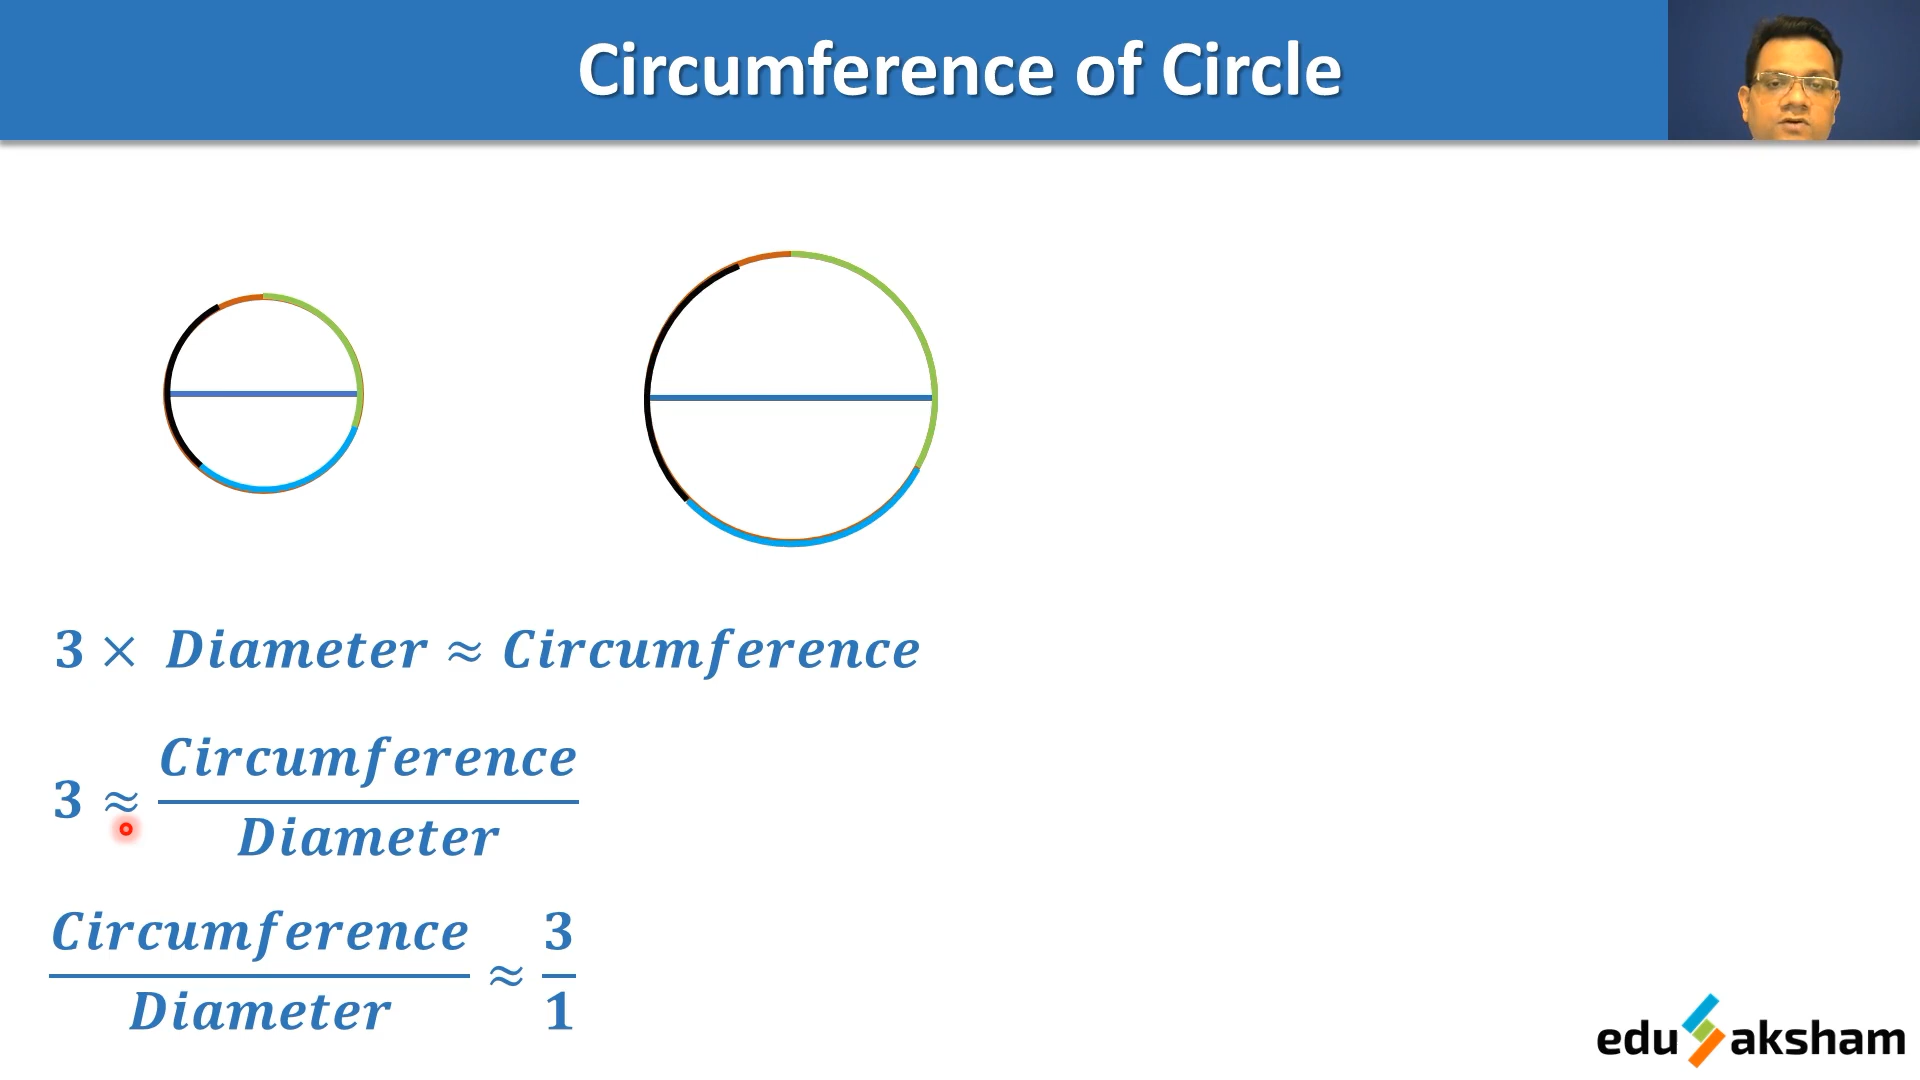 Circumference of Circle
3 × Diameter ≈ Circumference
3 ≈ Circumference / Diameter
Circumference / Diameter ≈ 3 / 1
edu aksham